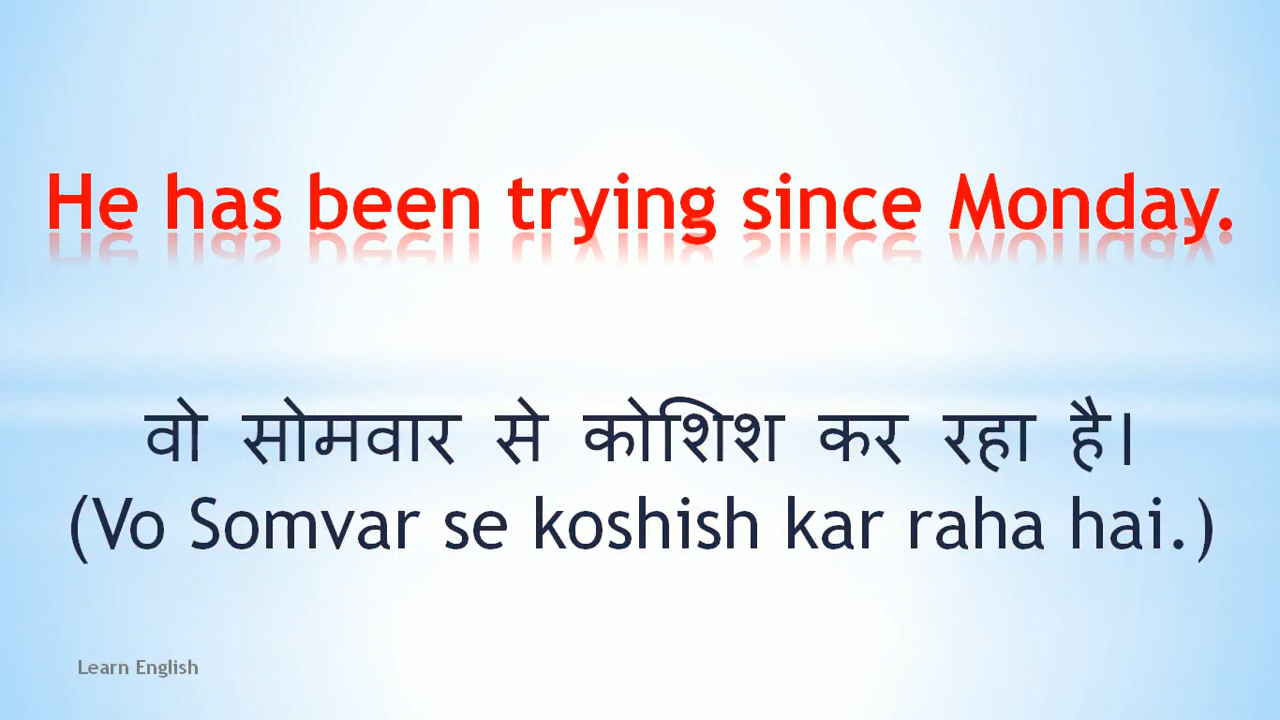 He has been trying since Monday.
वो सोमवार से कोशिश कर रहा है।
(Vo Somvar se koshish kar raha hai.)
Learn English